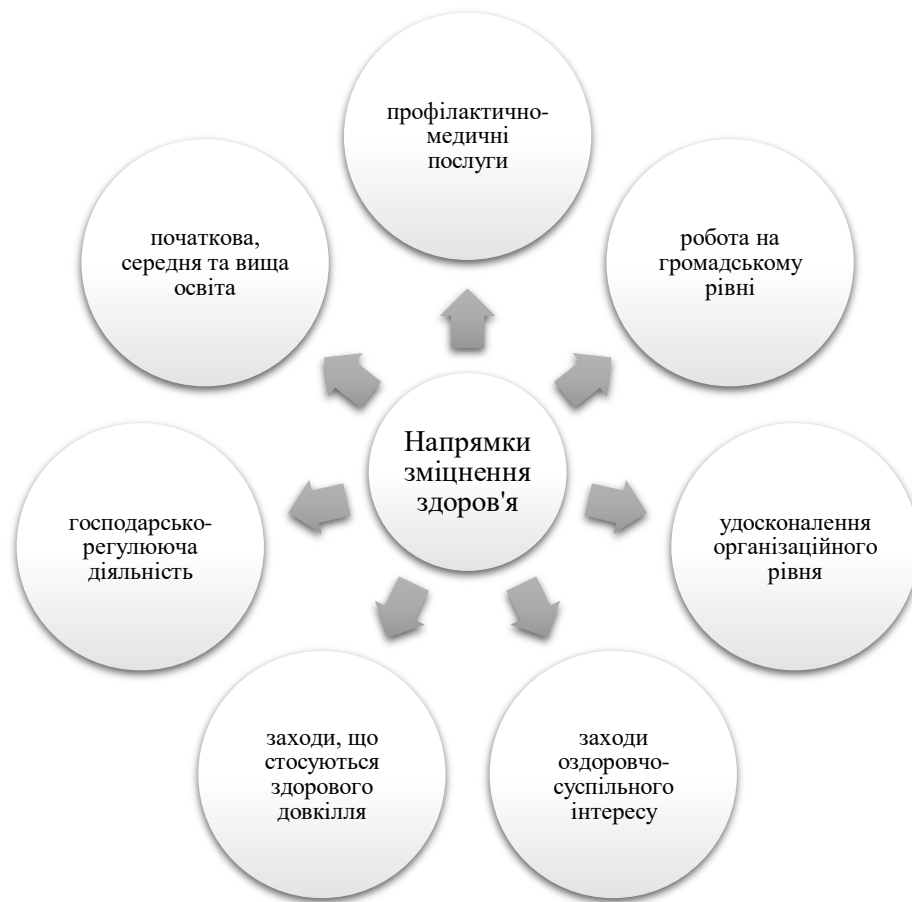 профілактично-
медичні
послуги
початкова,
середня та вища
освіта
робота на
громадському
рівні
Напрямки
зміцнення
здоров'я
господарсько-
регулююча
діяльність
удосконалення
організаційного
рівня
заходи, що
стосуються
здорового
довкілля
заходи
оздоровчо-
суспільного
інтересу